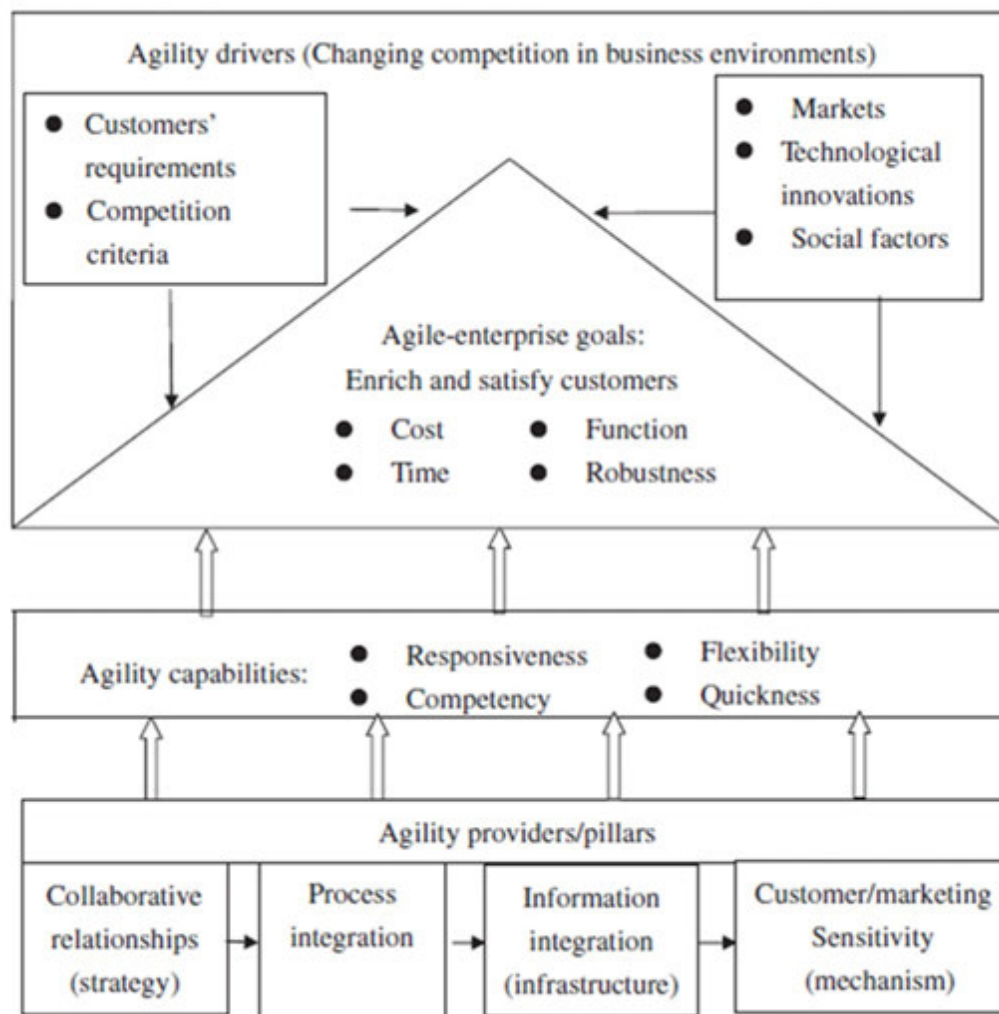 Agility drivers (Changing competition in business environments)
● Customers'
requirements
● Competition
criteria
● Markets
● Technological
innovations
● Social factors
Agile-enterprise goals:
Enrich and satisfy customers
● Cost ● Function
● Time ● Robustness
Agility capabilities:
● Responsiveness ● Flexibility
● Competency ● Quickness
Agility providers/pillars
Collaborative
relationships
(strategy)
Process
integration
Information
integration
(infrastructure)
Customer/marketing
Sensitivity
(mechanism)